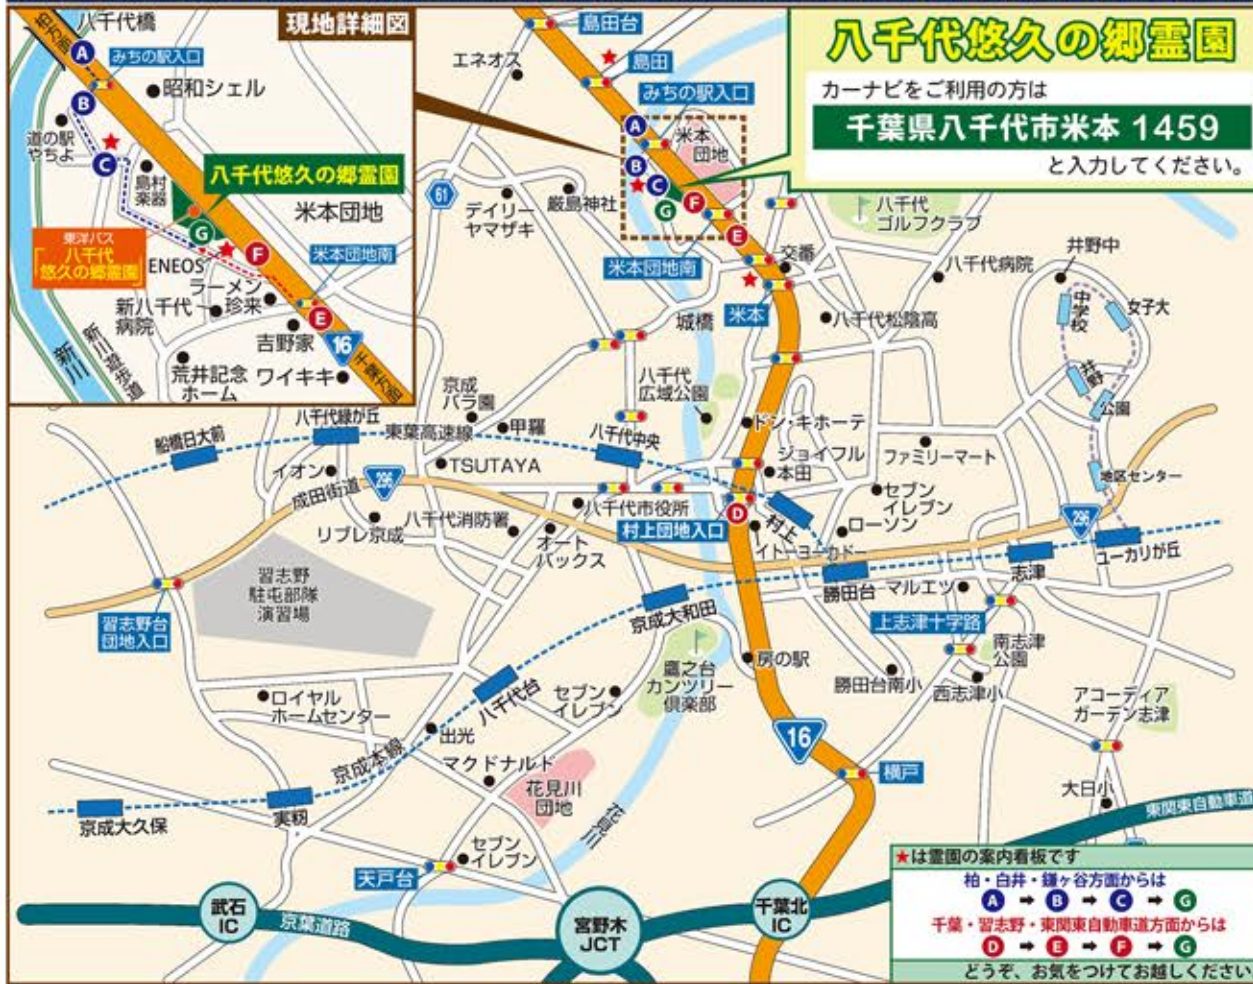 現地詳細図
八千代橋
柏方面
A
みちの駅入口
昭和シェル
B
道の駅
やちよ
C
島村
楽器
八千代悠久の郷霊園
米本団地
東洋バス
八千代
悠久の郷霊園
G
F
ENEOS
米本団地南
ラーメン
珍来
新八千代
病院
E
吉野家
16
千葉方面
新川
新川遊歩道
荒井記念
ホーム
ワイキキ
八千代悠久の郷霊園
カーナビをご利用の方は
千葉県八千代市米本 1459
と入力してください。
島田台
エネオス
島田
みちの駅入口
A
米本
団地
B
C
F
G
E
61
デイリー
ヤマザキ
厳島神社
米本団地南
八千代
ゴルフクラブ
交番
八千代病院
井野中
中学校
女子大
米本
城橋
八千代松陰高
井野
公園
八千代
広域公園
京成
バラ園
八千代緑が丘
東葉高速線
甲羅
八千代中央
ドン・キホーテ
船橋日大前
イオン
TSUTAYA
ジョイフル
本田
ファミリーマート
地区センター
成田街道
296
リブレ京成
八千代消防署
オート
バックス
八千代市役所
村上団地入口
D
村上
イトーヨーカドー
セブン
イレブン
ローソン
296
ユーカリが丘
志津
勝田台
マルエツ
習志野
駐屯部隊
演習場
習志野台
団地入口
京成大和田
上志津十字路
南志津
公園
房の駅
鷹之台
カンツリー
倶楽部
勝田台南小
西志津小
アコーディア
ガーデン志津
八千代台
セブン
イレブン
ロイヤル
ホームセンター
出光
16
京成本線
マクドナルド
花見川
団地
横戸
大日小
花見川
京成大久保
実籾
東関東自動車道
セブン
イレブン
天戸台
武石
IC
京葉道路
宮野木
JCT
千葉北
IC
★は霊園の案内看板です
柏・白井・鎌ヶ谷方面からは
A ➡ B ➡ C ➡ G
千葉・習志野・東関東自動車道方面からは
D ➡ E ➡ F ➡ G
どうぞ、お気をつけてお越しください